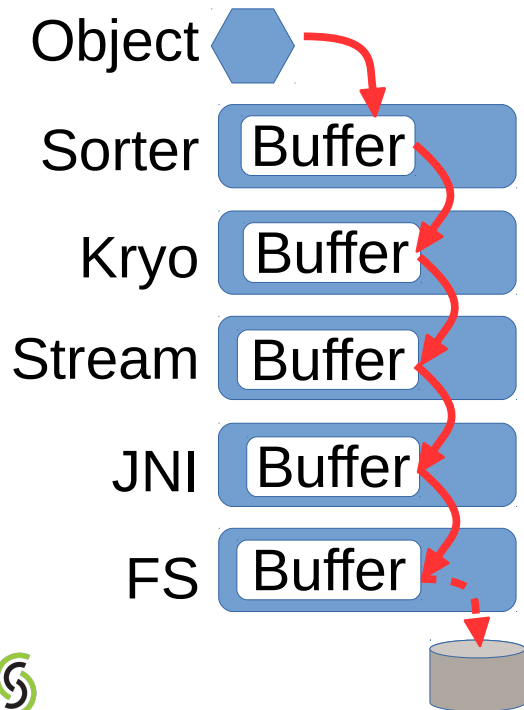 Object
Sorter Buffer
Kryo Buffer
Stream Buffer
JNI Buffer
FS Buffer